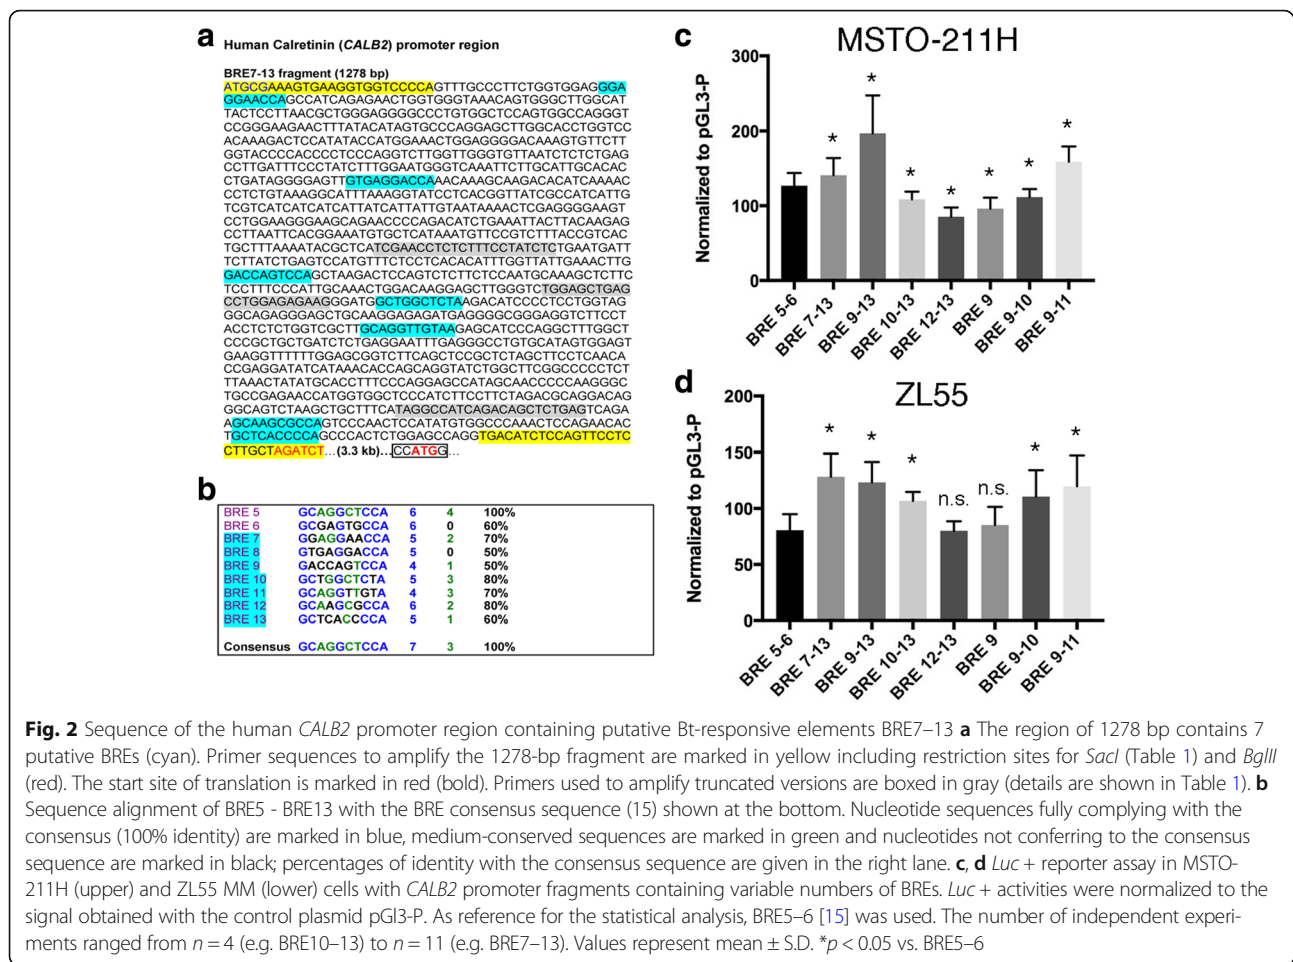 a
Human Calretinin (CALB2) promoter region
BRE7-13 fragment (1278 bp)
ATGCGAAAGTGAAGGTGGTCCCCAGTTTGCCCTTCTGGTGGAGGGA
GGAACCAGCCATCAGAGAACTGGTGGGTAAACAGTGGGCTTGGCAT
TACTCCTTAACGCTGGGAGGGGCCCTGTGGCTCCAGTGGCCAGGGT
CCGGGAAGAACTTTATACATAGTGCCCAGGAGCTTGGCACCTGGTCC
ACAAAGACTCCATATACCATGGAAACTGGAGGGGACAAAGTGTTCTT
GGTACCCCACCCCTCCCAGGTCTTGGTTGGGTGTTAATCTCTCTGAG
CCTTGATTTCCCTATCTTTGGAATGGGTCAAATTCTTGCATTGCACAC
CTGATAGGGGAGTTGTGAGGACCAAACAAAGCAAGACACATCAAAAC
CCTCTGTAAAGGCATTTAAAGGTATCCTCACGGTTATCGCCATCATTG
TCGTCATCATCATCATTATCATTATTGTAATAAAACTCGAGGGGAAGT
CCTGGAAGGGAAGCAGAACCCCAGACATCTGAAATTACTTACAAGAG
CCTTAATTCACGGAAATGTGCTCATAAATGTTCCGTCTTTACCGTCAC
TGCTTTAAAATACGCTCATCGAACCTCTCTTTCCTATCTCTGAATGATT
TCTTATCTGAGTCCATGTTTCTCCTCACACATTTGGTTATTGAAACTTG
GACCAGTCCAGCTAAGACTCCAGTCTCTTCTCCAATGCAAAGCTCTTC
TCCTTTCCCATTGCAAACTGGACAAGGAGCTTGGGTCTGGAGCTGAG
CCTGGAGAGAAGGGATGGCTGGCTCTAAGACATCCCCTCCTGGTAG
GGCAGAGGGAGCTGCAAGGAGAGATGAGGGGCGGGAGGTCTTCCT
ACCTCTCTGGTCGCTTGCAGGTTGTAAGAGCATCCCAGGCTTTGGCT
CCCGCTGCTGATCTCTGAGGAATTTGAGGGCCTGTGCATAGTGGAGT
GAAGGTTTTTTGGAGCGGTCTTCAGCTCCGCTCTAGCTTCCTCAACA
CCGAGGATATCATAAACACCAGCAGGTATCTGGCTTCGGCCCCCTCT
TTAAACTATATGCACCTTTCCCAGGAGCCATAGCAACCCCCAAGGGC
TGCCGAGAACCATGGTGGCTCCCATCTTCCTTCTAGACGCAGGACAG
GGCAGTCTAAGCTGCTTTCATAGGCCATCAGACAGCTCTGAGTCAGA
AGCAAGCGCCAGTCCCAACTCCATATGTGGCCCAAACTCCAGAACAC
TGCTCACCCCAGCCCACTCTGGAGCCAGGTGACATCTCCAGTTCCTC
CTTGCTAGATCT...(3.3 kb)...CCATGG...
b
BRE 5 GCAGGCTCCA 6 4 100%
BRE 6 GCGAGTGCCA 6 0 60%
BRE 7 GGAGGAACCA 5 2 70%
BRE 8 GTGAGGACCA 5 0 50%
BRE 9 GACCAGTCCA 4 1 50%
BRE 10 GCTGGCTCTA 5 3 80%
BRE 11 GCAGGTTGTA 4 3 70%
BRE 12 GCAAGCGCCA 6 2 80%
BRE 13 GCTCACCCCA 5 1 60%
Consensus GCAGGCTCCA 7 3 100%
c
MSTO-211H
Normalized to pGL3-P
300
200
100
0
* * * * * * *
BRE 5-6 BRE 7-13 BRE 9-13 BRE 10-13 BRE 12-13 BRE 9 BRE 9-10 BRE 9-11
d
ZL55
Normalized to pGL3-P
200
150
100
50
0
* * * n.s. n.s. * *
BRE 5-6 BRE 7-13 BRE 9-13 BRE 10-13 BRE 12-13 BRE 9 BRE 9-10 BRE 9-11
Fig. 2 Sequence of the human CALB2 promoter region containing putative Bt-responsive elements BRE7–13 a The region of 1278 bp contains 7
putative BREs (cyan). Primer sequences to amplify the 1278-bp fragment are marked in yellow including restriction sites for SacI (Table 1) and BglII
(red). The start site of translation is marked in red (bold). Primers used to amplify truncated versions are boxed in gray (details are shown in Table 1). b
Sequence alignment of BRE5 - BRE13 with the BRE consensus sequence (15) shown at the bottom. Nucleotide sequences fully complying with the
consensus (100% identity) are marked in blue, medium-conserved sequences are marked in green and nucleotides not conferring to the consensus
sequence are marked in black; percentages of identity with the consensus sequence are given in the right lane. c, d Luc + reporter assay in MSTO-
211H (upper) and ZL55 MM (lower) cells with CALB2 promoter fragments containing variable numbers of BREs. Luc + activities were normalized to the
signal obtained with the control plasmid pGl3-P. As reference for the statistical analysis, BRE5–6 [15] was used. The number of independent experi-
ments ranged from n = 4 (e.g. BRE10–13) to n = 11 (e.g. BRE7–13). Values represent mean ± S.D. *p < 0.05 vs. BRE5–6